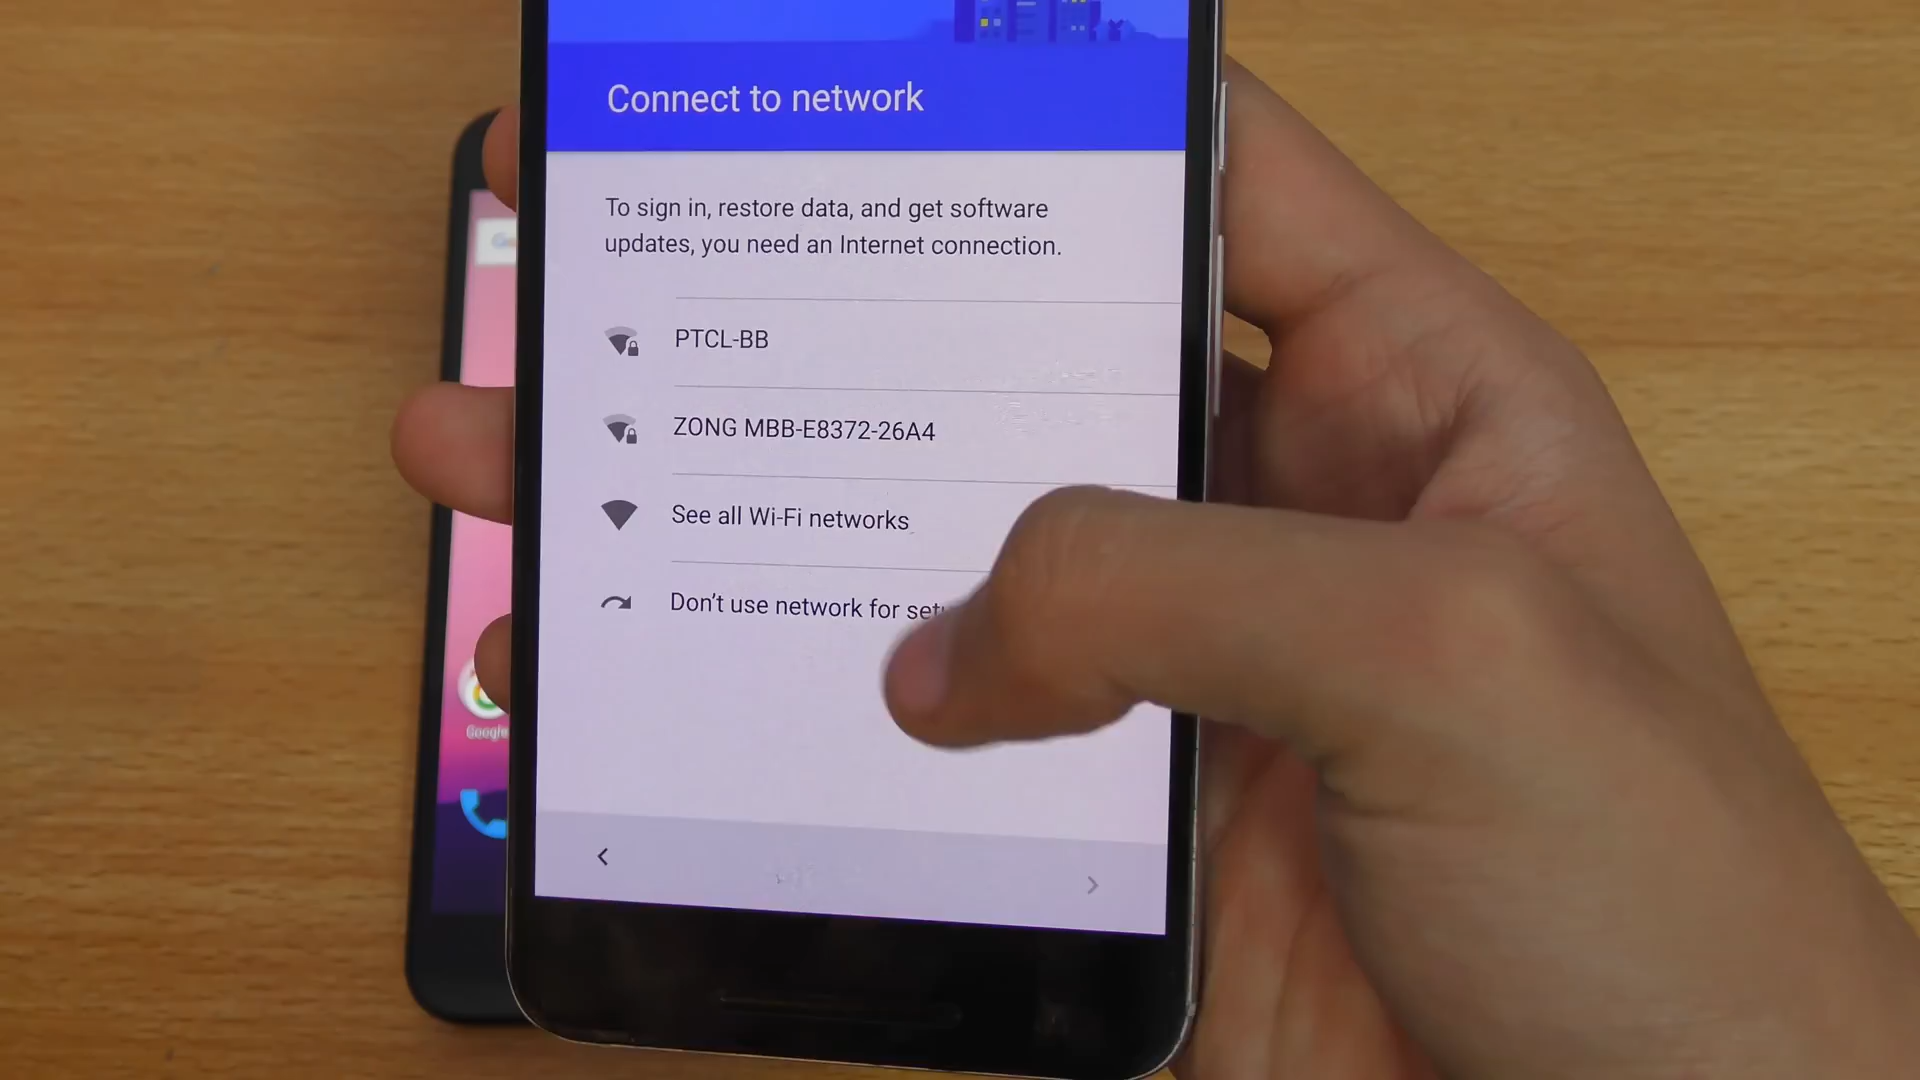 Connect to network
To sign in, restore data, and get software
updates, you need an Internet connection.
PTCL-BB
ZONG MBB-E8372-26A4
See all Wi-Fi networks
Don't use network for
Google